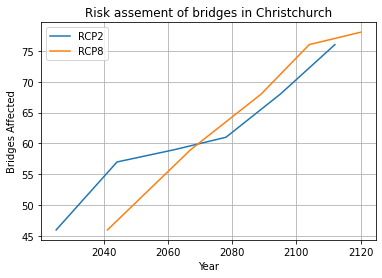 Risk assement of bridges in Christchurch
RCP2
RCP8
Bridges Affected
75
70
65
60
55
50
45
2040
2060
2080
2100
2120
Year